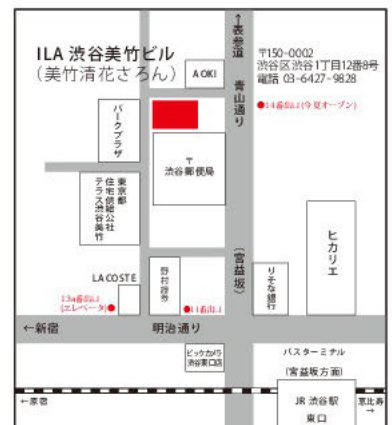 ILA 渋谷美竹ビル
(美竹清花さろん)
AOKI
↑表参道
青山通り
〒150-0002
渋谷区渋谷1丁目12番8号
電話 03-6427-9828
●14番出口(今夏オープン)
パークプラザ
〒
渋谷郵便局
東京都
住宅供給公社
テラス渋谷美竹
(宮益坂)
ヒカリエ
LACOSTE
13a番出口
(エレベータ)●
野村證券
●11番出口
りそな銀行
←新宿
明治通り
ビックカメラ
渋谷東口店
バスターミナル
(宮益坂方面)
←原宿
JR 渋谷駅
東口
恵比寿
→